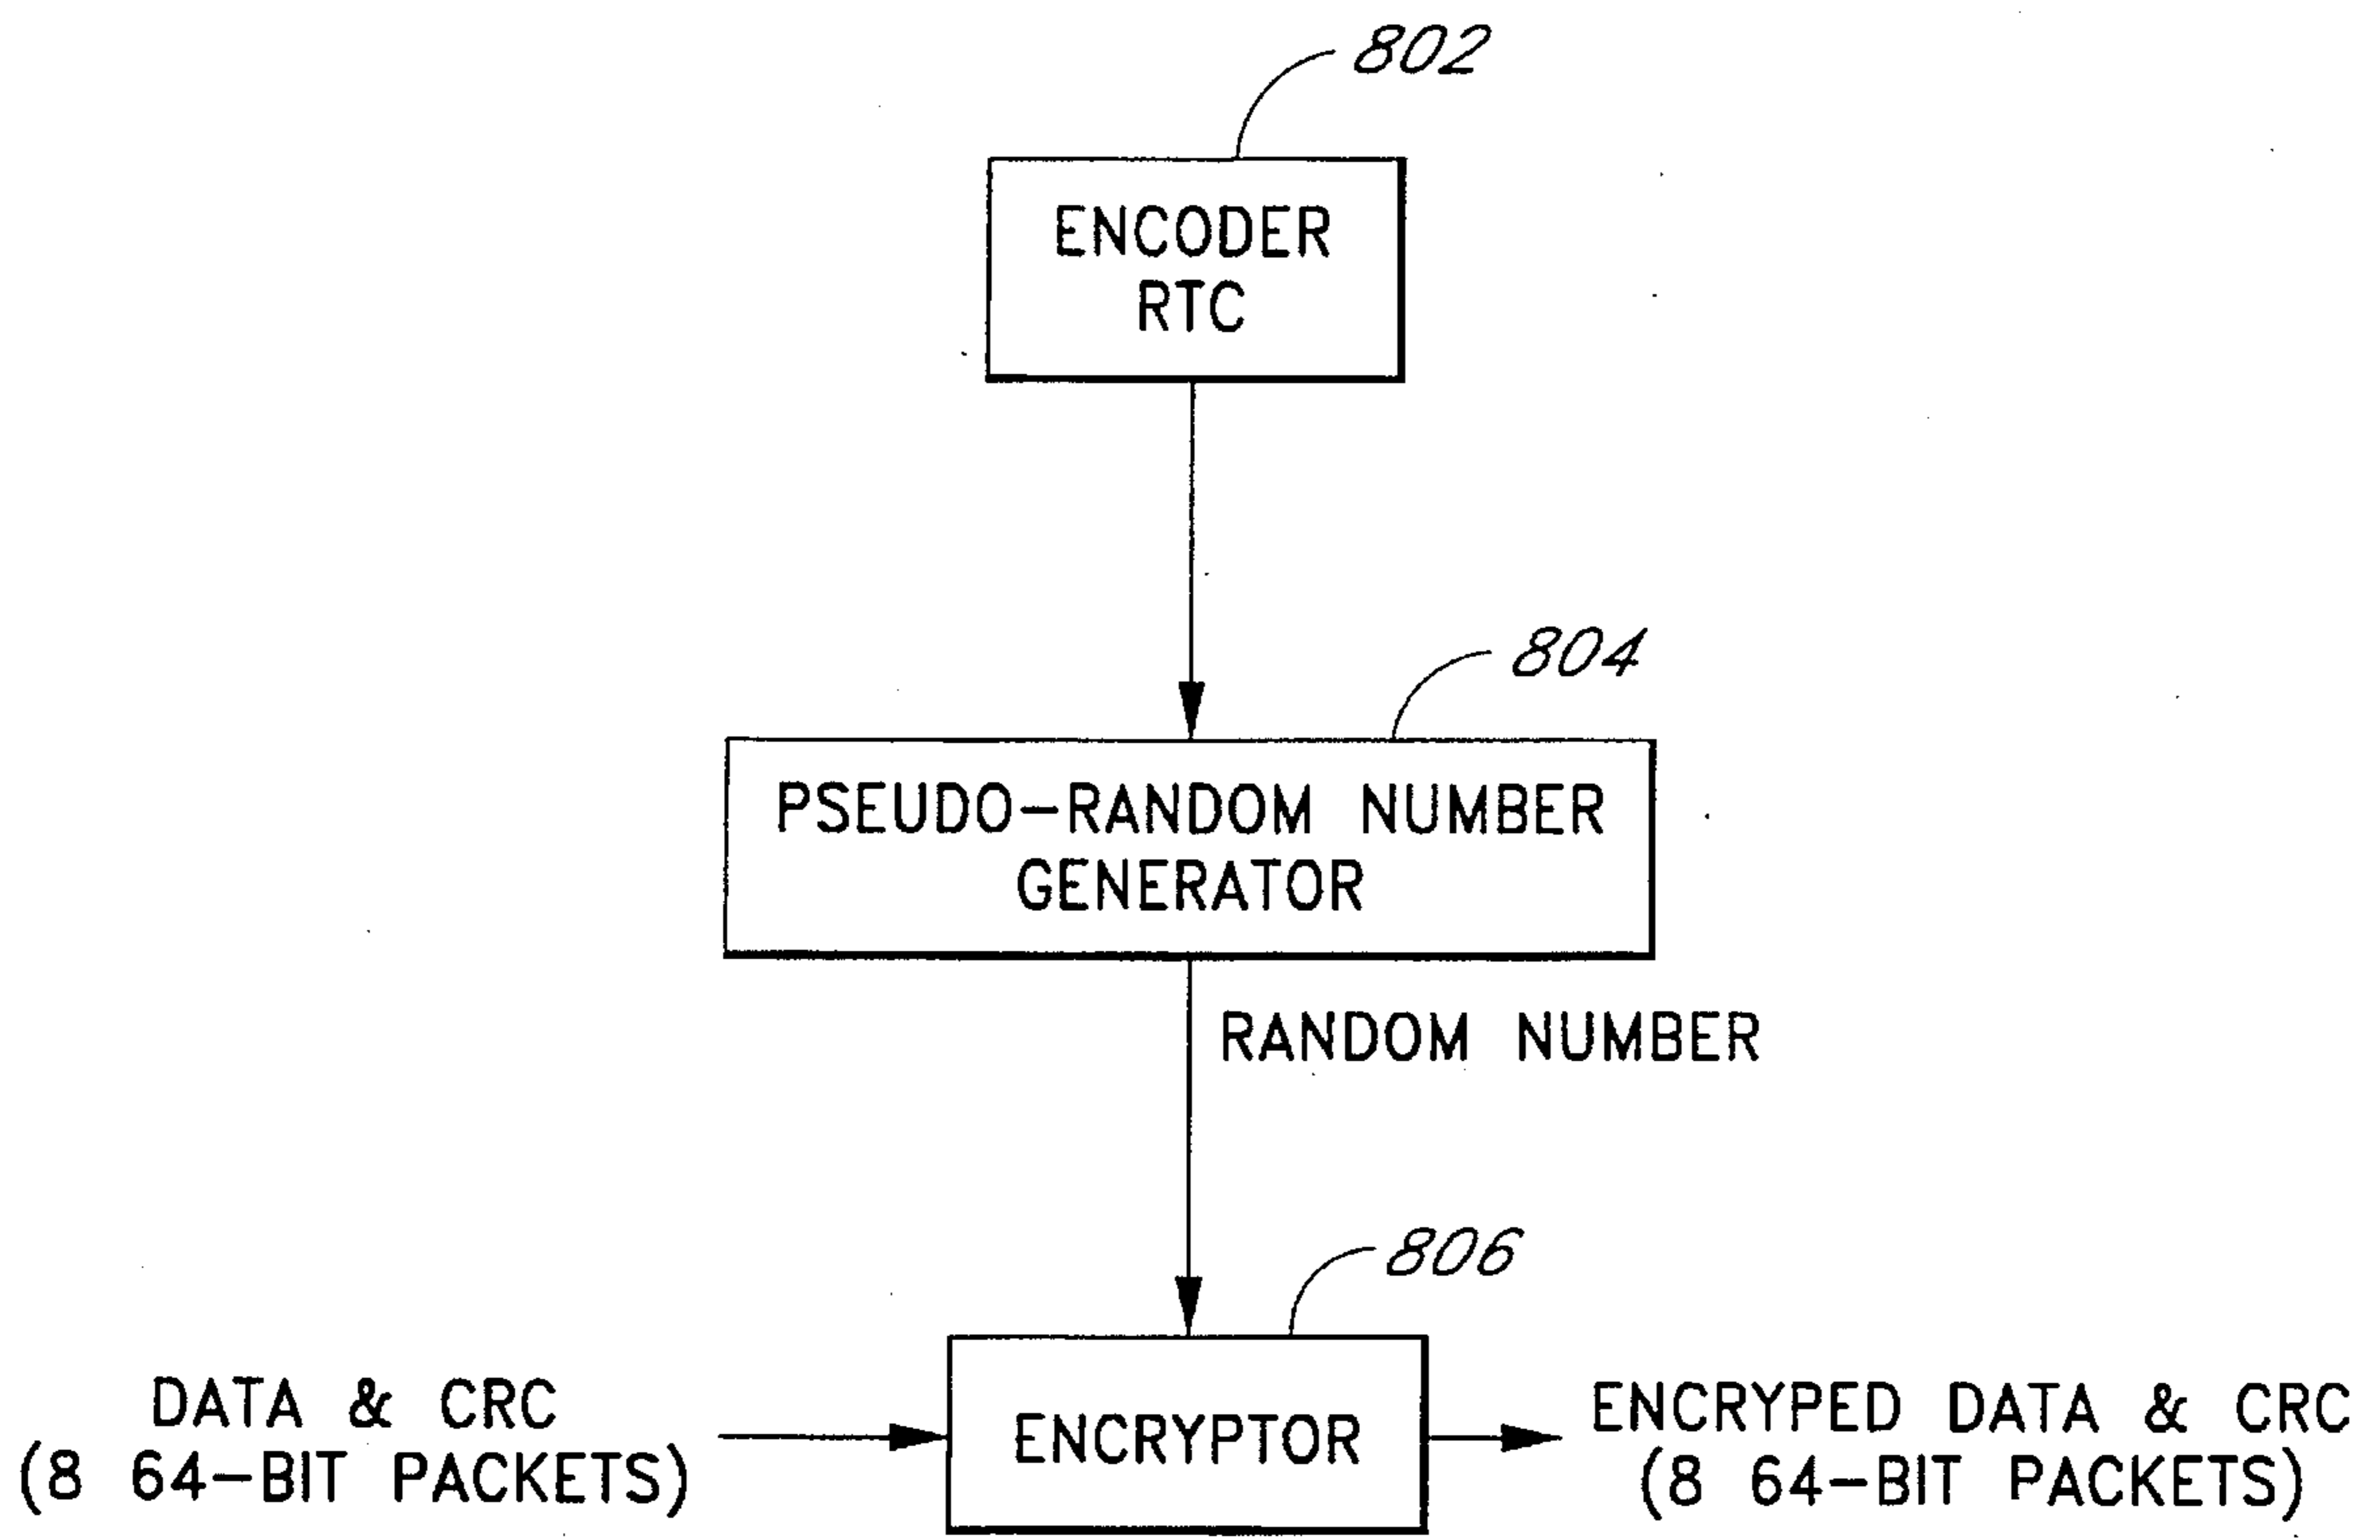 802
ENCODER
RTC
804
PSEUDO-RANDOM NUMBER
GENERATOR
RANDOM NUMBER
806
DATA & CRC
(8 64-BIT PACKETS)
ENCRYPTOR
ENCRYPED DATA & CRC
(8 64-BIT PACKETS)